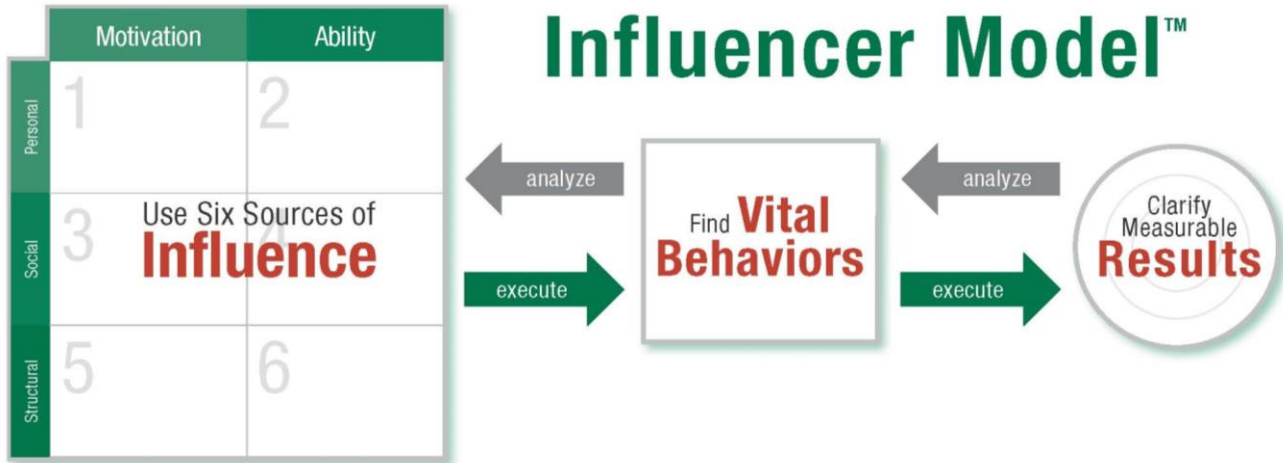 Motivation Ability
Influencer Model™
Personal
1 2
Social
3 4
Use Six Sources of
Influence
Structural
5 6
analyze
execute
Find Vital
Behaviors
analyze
execute
Clarify
Measurable
Results